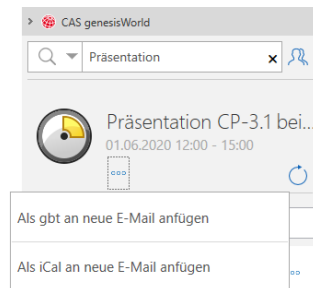 CAS genesisWorld
Präsentation
Präsentation CP-3.1 bei...
01.06.2020 12:00 - 15:00
Als gbt an neue E-Mail anfügen
Als iCal an neue E-Mail anfügen